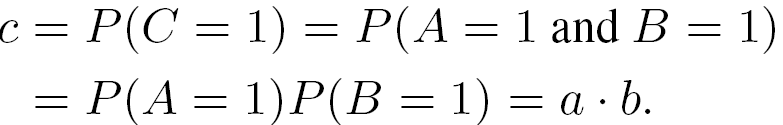 c = P(C = 1) = P(A = 1 and B = 1)
= P(A = 1)P(B = 1) = a · b.